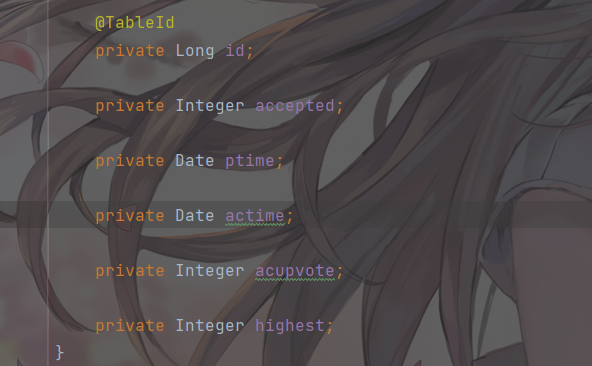 @TableId
private Long id;
private Integer accepted;
private Date ptime;
private Date actime;
private Integer acupvote;
private Integer highest;
}